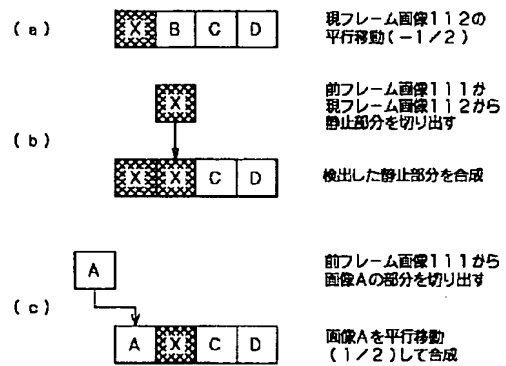 (a)
X B C D
現フレーム画像112の
平行移動(-1/2)
(b)
X
前フレーム画像111か
現フレーム画像112から
静止部分を切り出す
X X C D
検出した静止部分を合成
(c)
A
前フレーム画像111から
画像Aの部分を切り出す
A X C D
画像Aを平行移動
(1/2)して合成